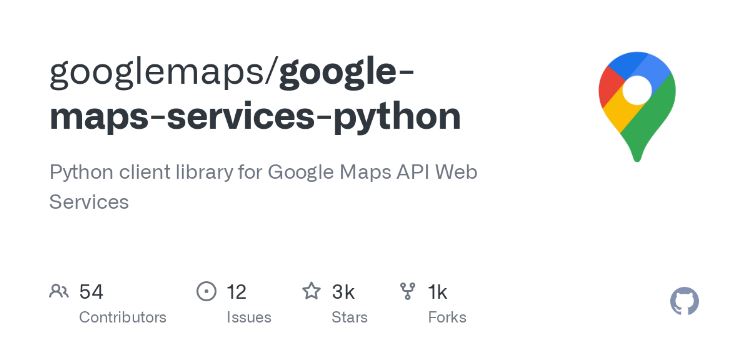 googlemaps/google-
maps-services-python
Python client library for Google Maps API Web
Services
54
Contributors
12
Issues
3k
Stars
1k
Forks